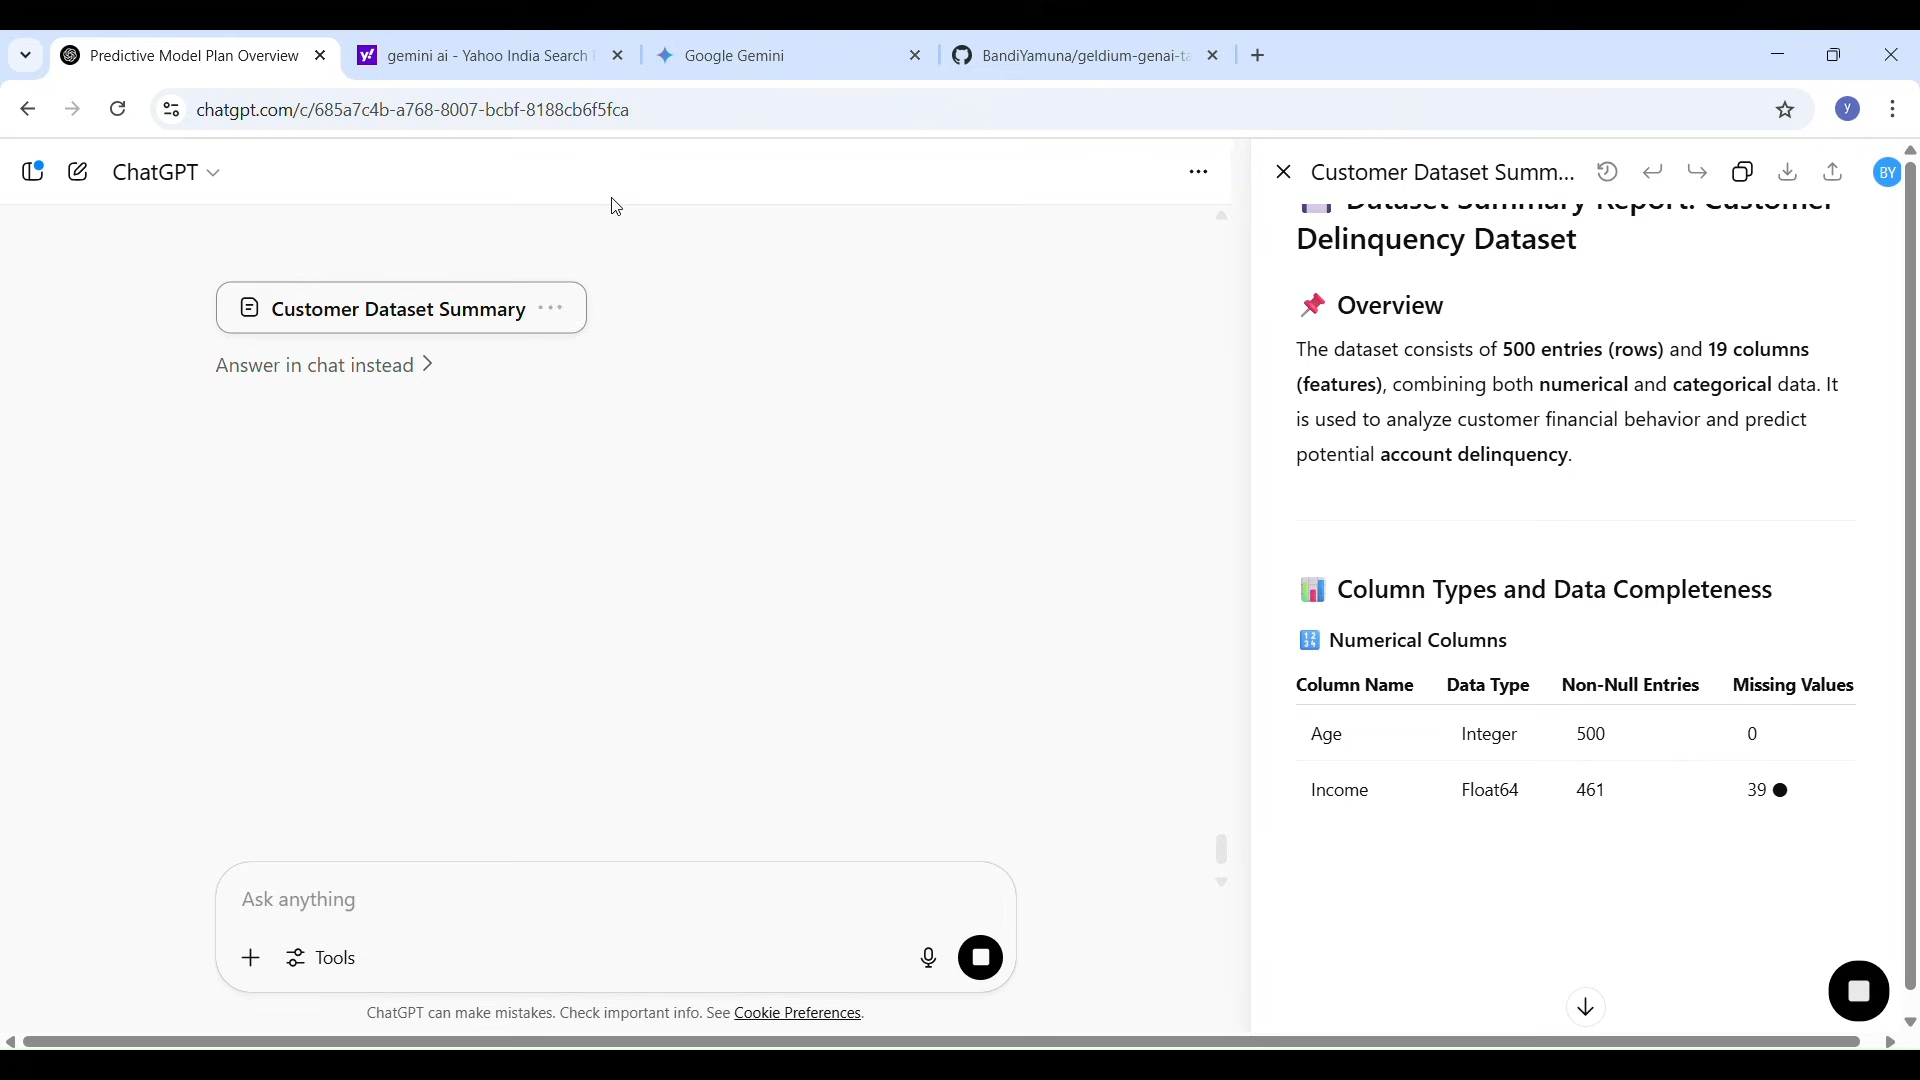 Predictive Model Plan Overview
gemini ai - Yahoo India Search
Google Gemini
BandiYamuna/geldium-genai-ta
chatgpt.com/c/685a7c4b-a768-8007-bcbf-8188cb6f5fca
y
ChatGPT
Customer Dataset Summ...
BY
Dataset Summary Report: Customer
Delinquency Dataset
Customer Dataset Summary
Answer in chat instead
Overview
The dataset consists of 500 entries (rows) and 19 columns
(features), combining both numerical and categorical data. It
is used to analyze customer financial behavior and predict
potential account delinquency.
Column Types and Data Completeness
Numerical Columns
Column Name Data Type Non-Null Entries Missing Values
Age Integer 500 0
Income Float64 461 39
Ask anything
Tools
ChatGPT can make mistakes. Check important info. See Cookie Preferences.